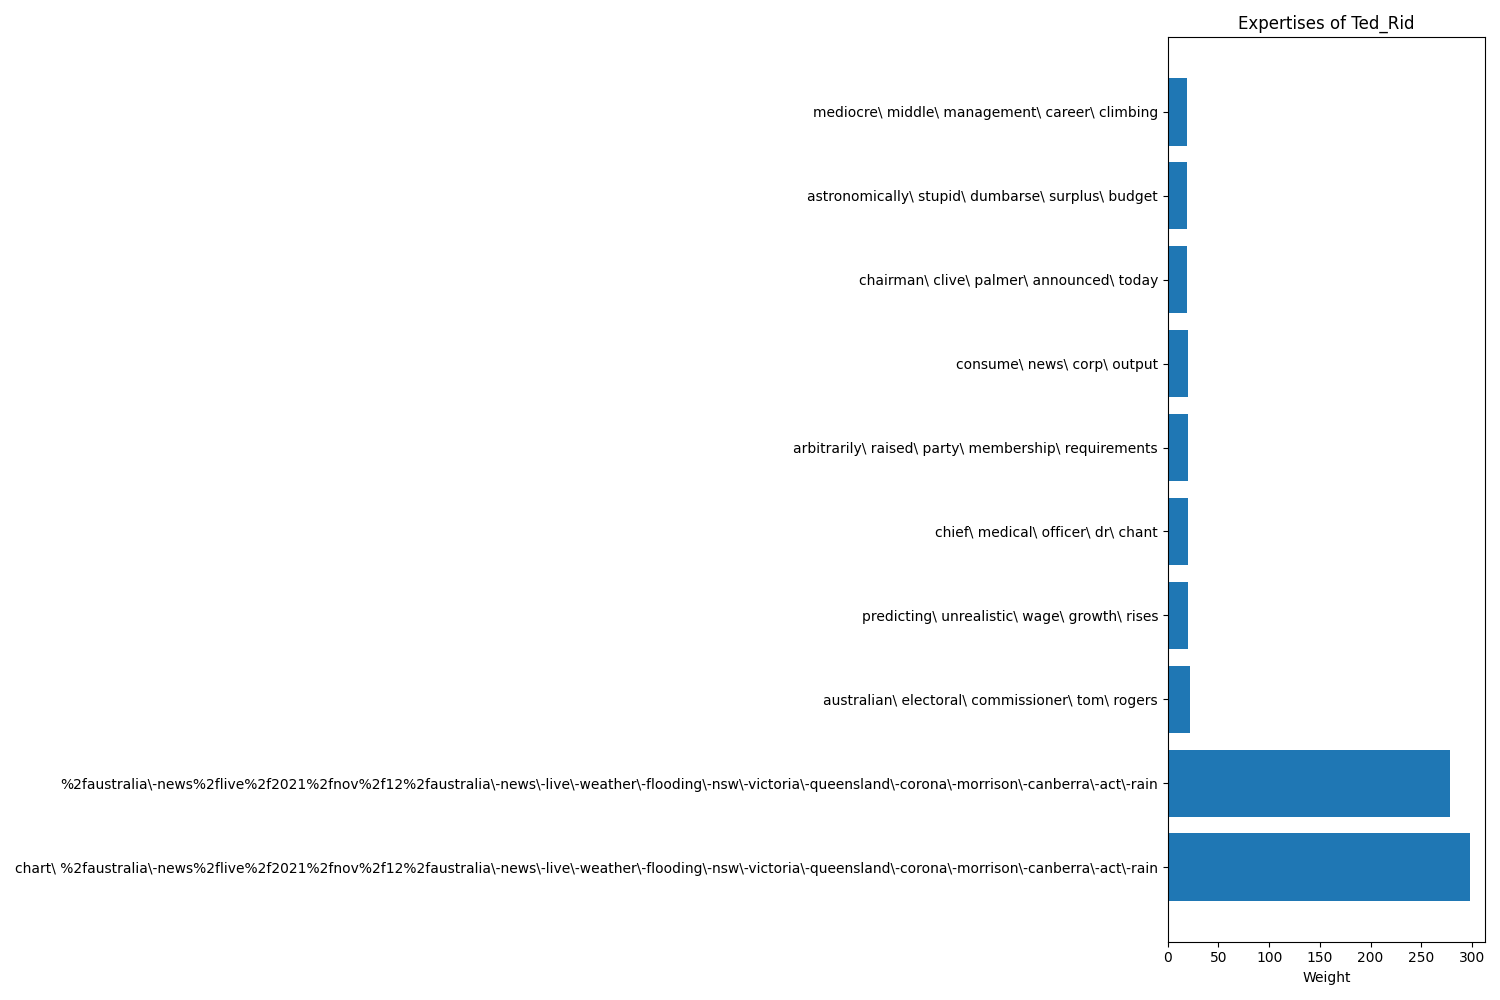 Expertises of Ted_Rid
mediocre\ middle\ management\ career\ climbing
astronomically\ stupid\ dumbarse\ surplus\ budget
chairman\ clive\ palmer\ announced\ today
consume\ news\ corp\ output
arbitrarily\ raised\ party\ membership\ requirements
chief\ medical\ officer\ dr\ chant
predicting\ unrealistic\ wage\ growth\ rises
australian\ electoral\ commissioner\ tom\ rogers
%2faustralia\-news%2flive%2f2021%2fnov%2f12%2faustralia\-news\-live\-weather\-flooding\-nsw\-victoria\-queensland\-corona\-morrison\-canberra\-act\-rain
chart\ %2faustralia\-news%2flive%2f2021%2fnov%2f12%2faustralia\-news\-live\-weather\-flooding\-nsw\-victoria\-queensland\-corona\-morrison\-canberra\-act\-rain
0 50 100 150 200 250 300
Weight